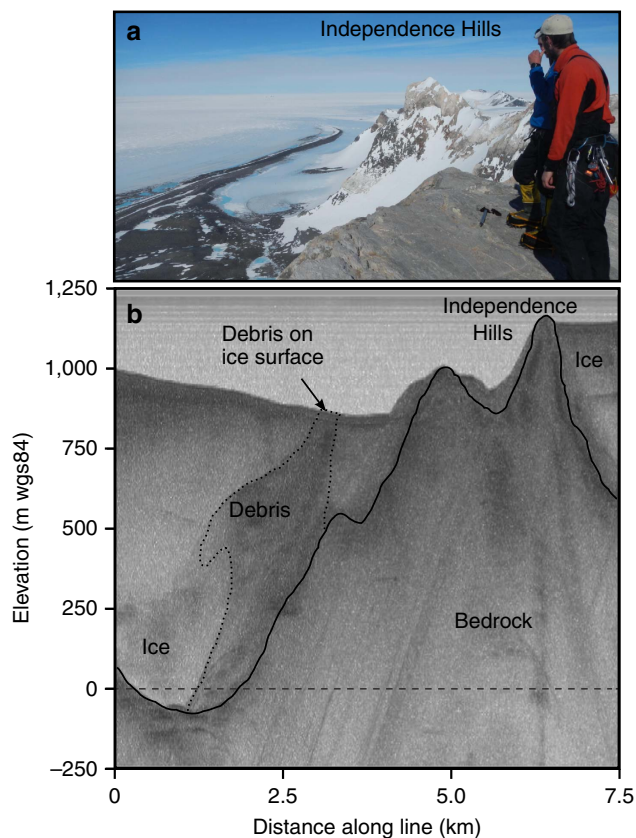 a
Independence Hills
b
Independence
Hills
Debris on
ice surface
Ice
Debris
Ice
Bedrock
1,250
1,000
750
500
250
0
–250
Elevation (m wgs84)
0
2.5
5.0
7.5
Distance along line (km)